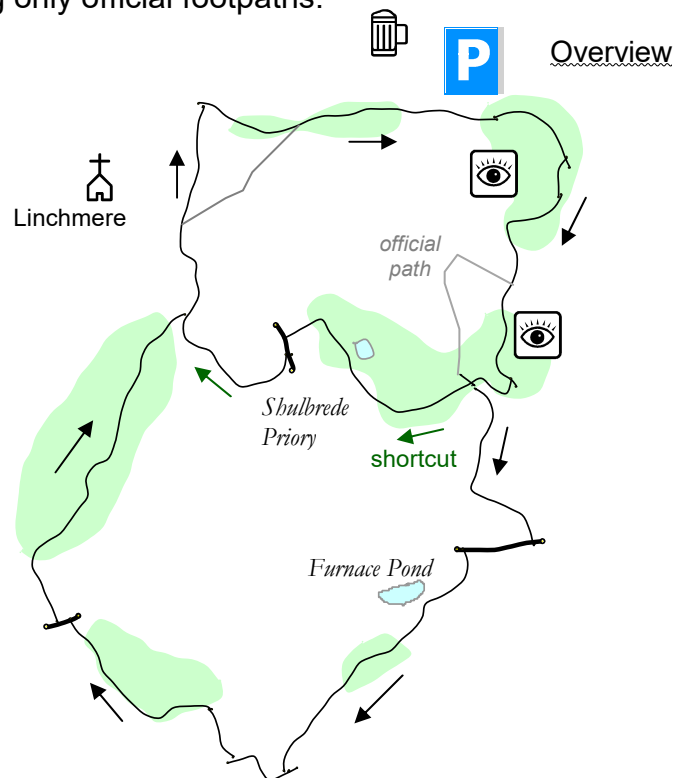 g only official footpaths.
P
Overview
Linchmere
official
path
Shulbrede
Priory
shortcut
Furnace Pond